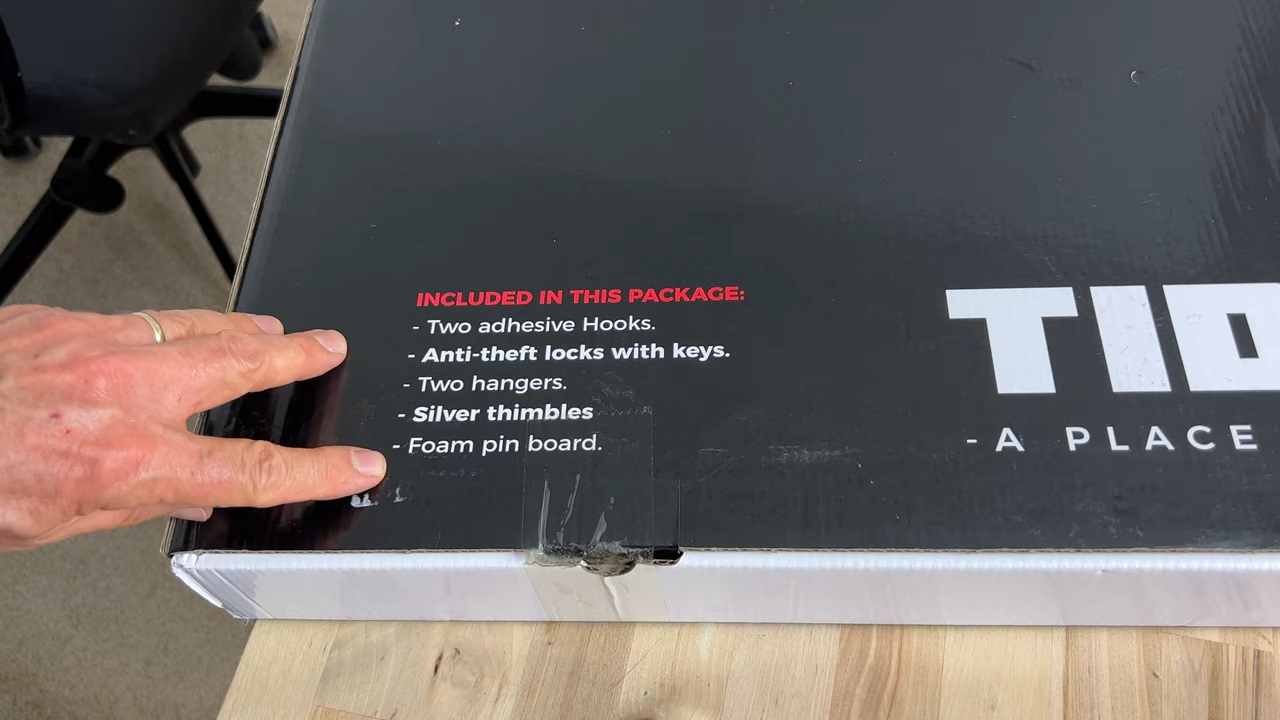 INCLUDED IN THIS PACKAGE:
- Two adhesive Hooks.
- Anti-theft locks with keys.
- Two hangers.
- Silver thimbles
- Foam pin board.
TID
- A PLACE